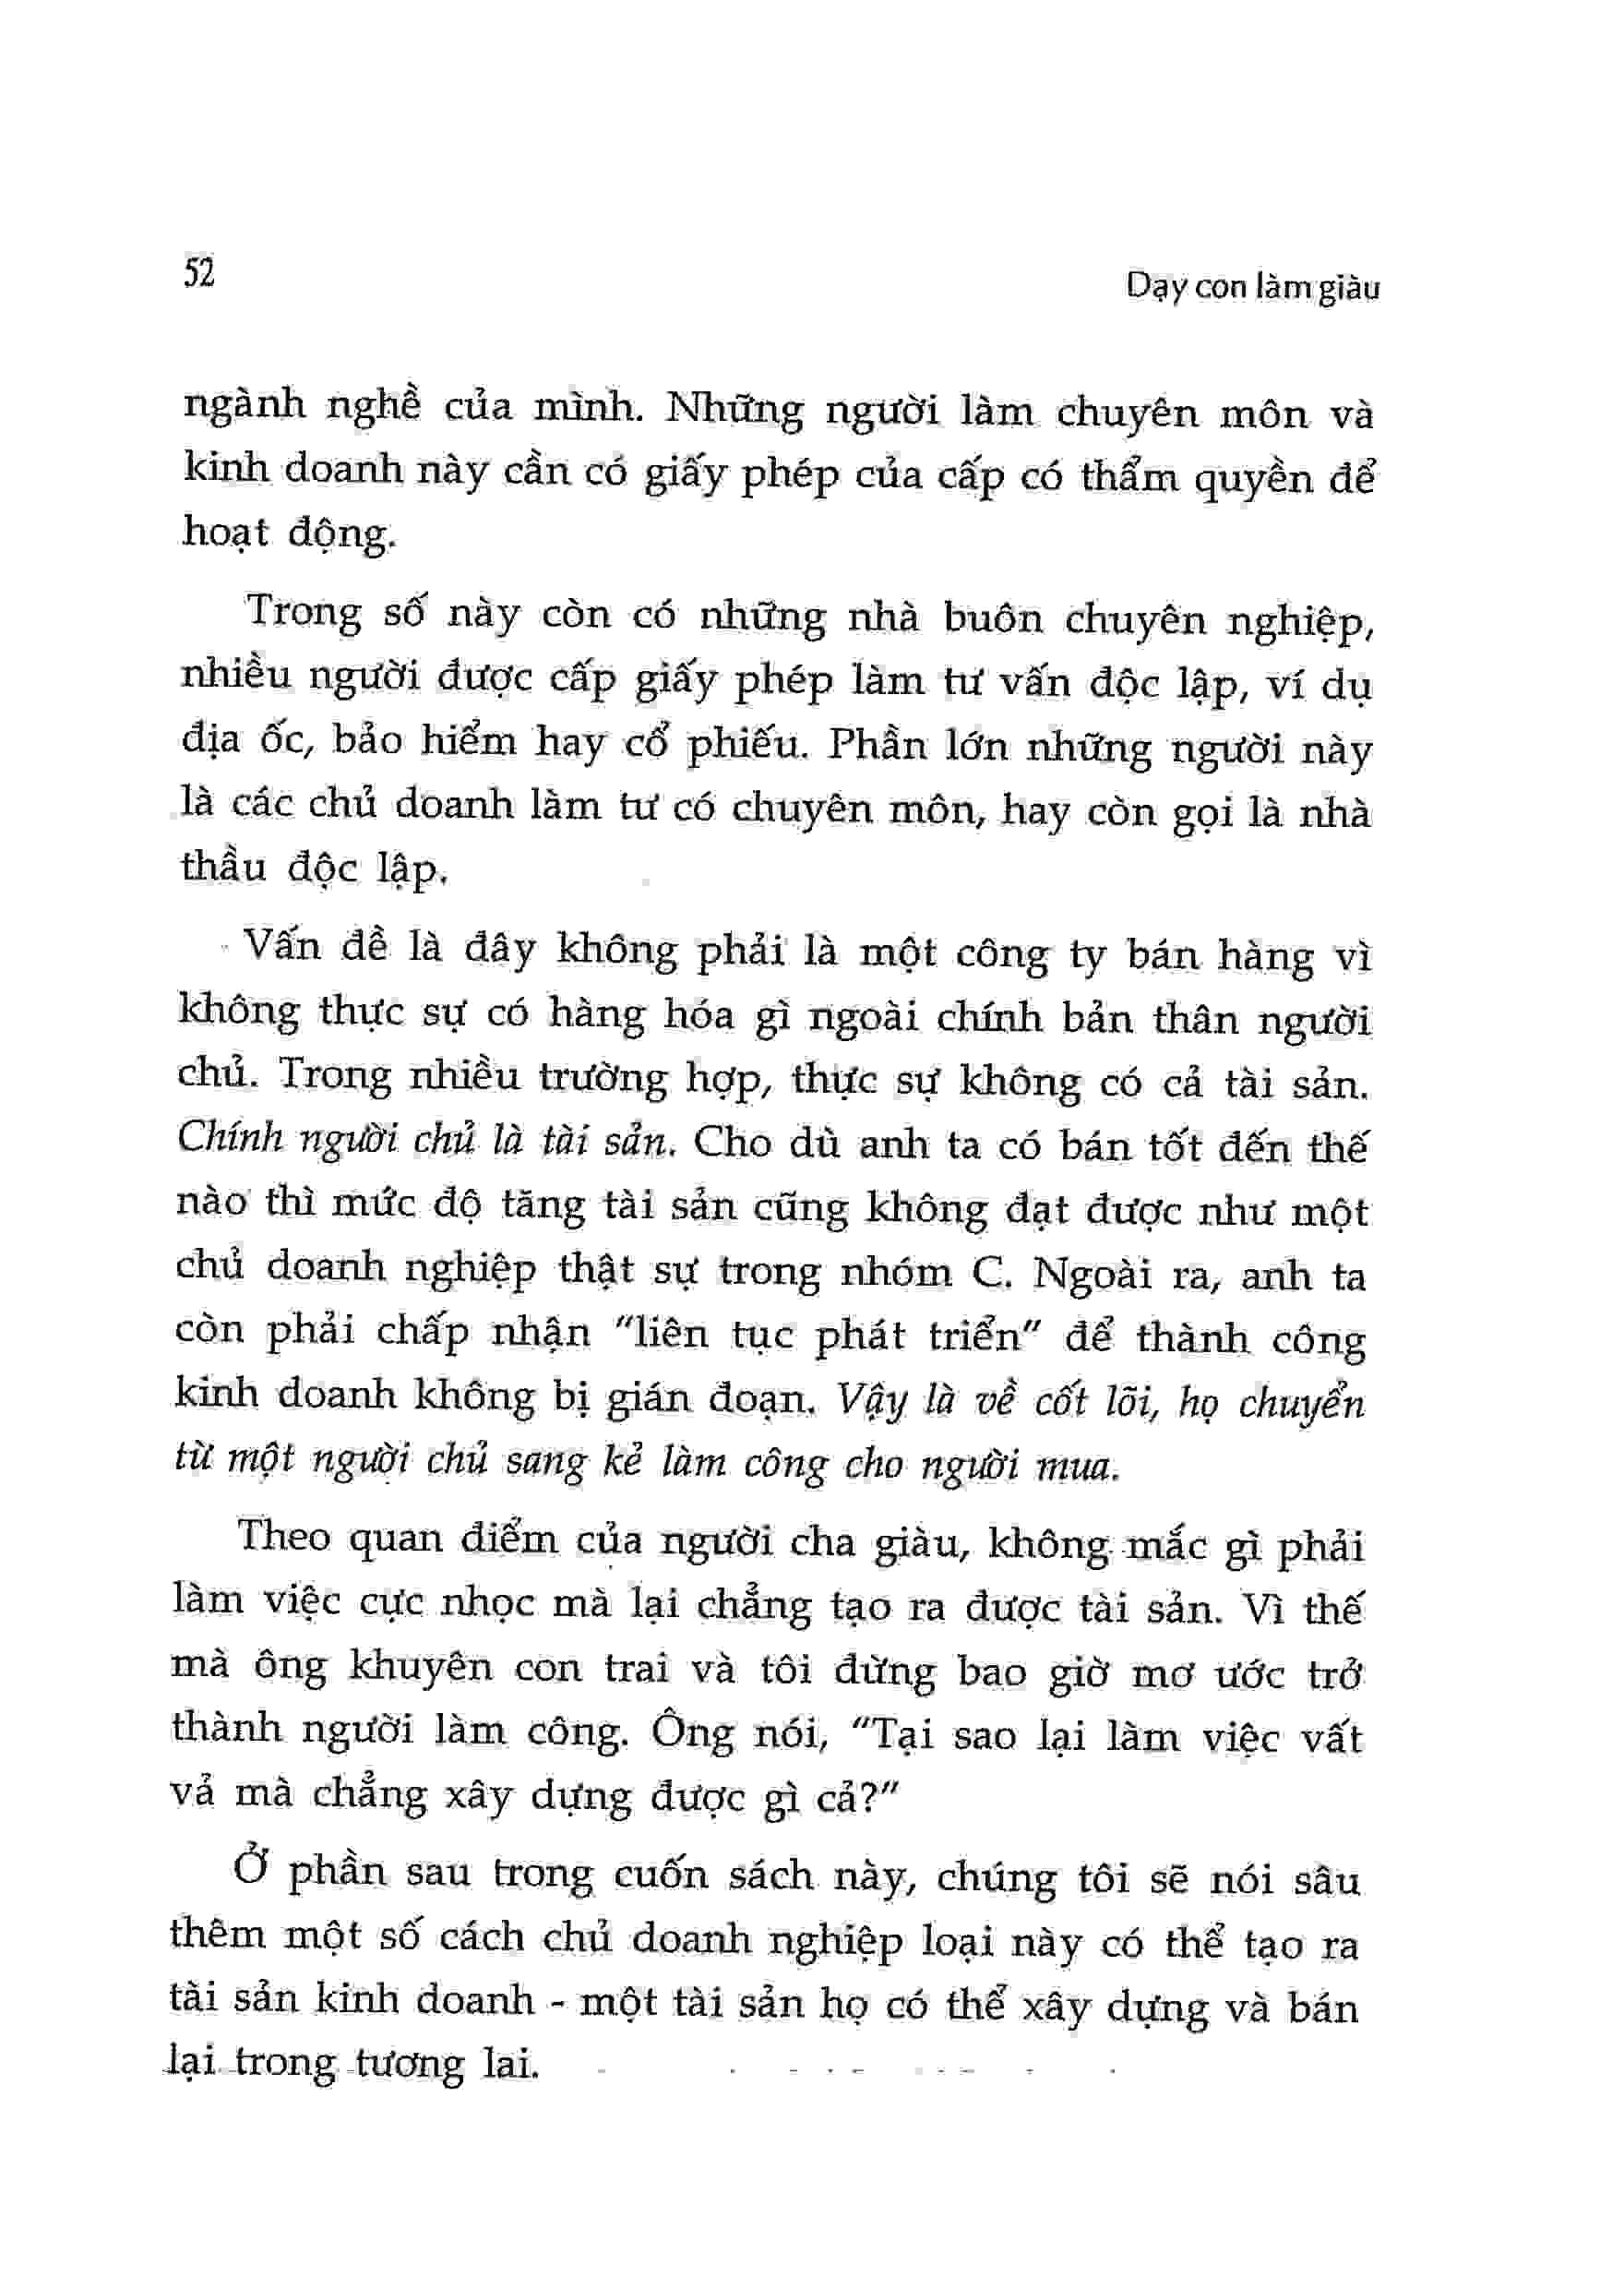 52
Dạy con làm giàu
ngành nghề của mình. Những người làm chuyên môn và
kinh doanh này cần có giấy phép của cấp có thẩm quyền để
hoạt động.
Trong số này còn có những nhà buôn chuyên nghiệp,
nhiều người được cấp giấy phép làm tư vấn độc lập, ví dụ
địa ốc, bảo hiểm hay cổ phiếu. Phần lớn những người này
là các chủ doanh làm tư có chuyên môn, hay còn gọi là nhà
thầu độc lập.
Vấn đề là đây không phải là một công ty bán hàng vì
không thực sự có hàng hóa gì ngoài chính bản thân người
chủ. Trong nhiều trường hợp, thực sự không có cả tài sản.
Chính người chủ là tài sản. Cho dù anh ta có bán tốt đến thế
nào thì mức độ tăng tài sản cũng không đạt được như một
chủ doanh nghiệp thật sự trong nhóm C. Ngoài ra, anh ta
còn phải chấp nhận "liên tục phát triển" để thành công
kinh doanh không bị gián đoạn. Vậy là về cốt lõi, họ chuyển
từ một người chủ sang kẻ làm công cho người mua.
Theo quan điểm của người cha giàu, không mắc gì phải
làm việc cực nhọc mà lại chẳng tạo ra được tài sản. Vì thế
mà ông khuyên con trai và tôi đừng bao giờ mơ ước trở
thành người làm công. Ông nói, "Tại sao lại làm việc vất
vả mà chẳng xây dựng được gì cả?"
Ở phần sau trong cuốn sách này, chúng tôi sẽ nói sâu
thêm một số cách chủ doanh nghiệp loại này có thể tạo ra
tài sản kinh doanh - một tài sản họ có thể xây dựng và bán
lại trong tương lai.